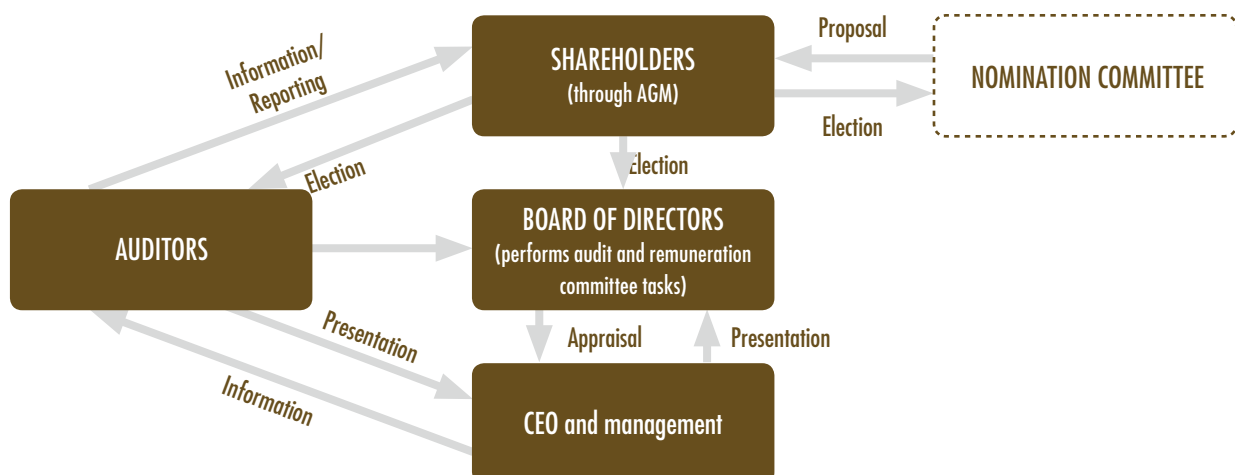 Proposal
SHAREHOLDERS
(through AGM)
NOMINATION COMMITTEE
Information/
Reporting
Election
Election
Election
AUDITORS
BOARD OF DIRECTORS
(performs audit and remuneration
committee tasks)
Presentation
Appraisal
Presentation
Information
CEO and management